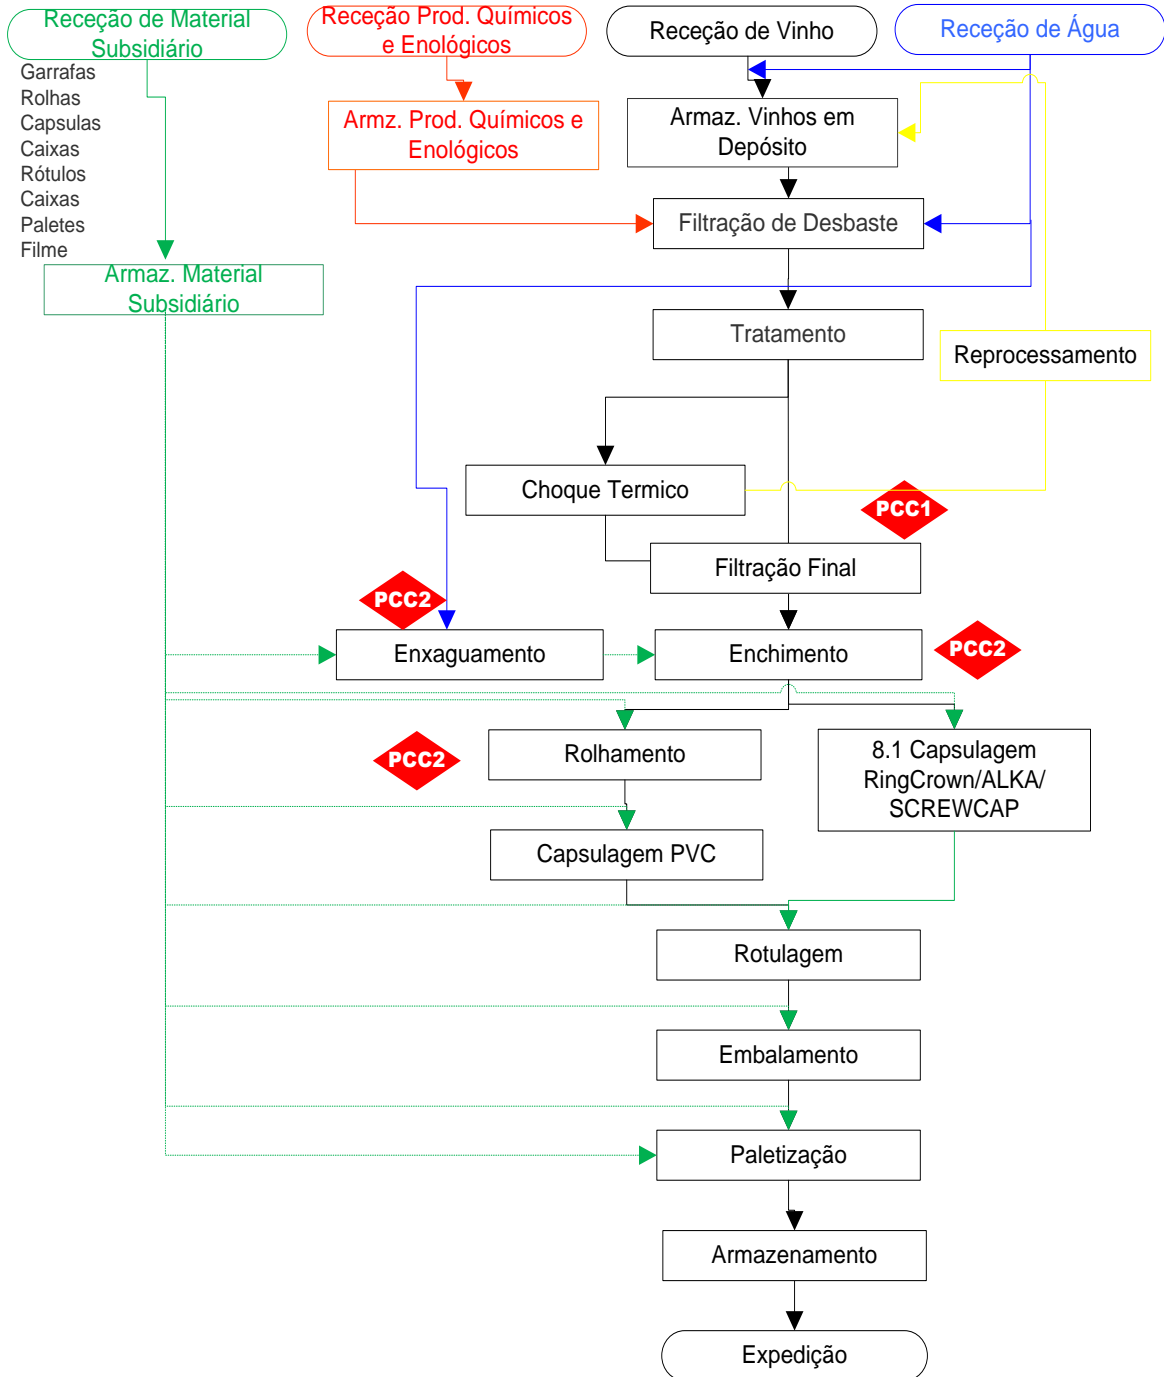 Receção de Material
Subsidiário
Receção Prod. Químicos
e Enológicos
Receção de Vinho
Receção de Água
Garrafas
Rolhas
Capsulas
Caixas
Rótulos
Caixas
Paletes
Filme
Armz. Prod. Químicos e
Enológicos
Armaz. Vinhos em
Depósito
Filtração de Desbaste
Armaz. Material
Subsidiário
Tratamento
Reprocessamento
Choque Termico
PCC1
Filtração Final
PCC2
Enxaguamento
Enchimento
PCC2
Rolhamento
PCC2
8.1 Capsulagem
RingCrown/ALKA/
SCREWCAP
Capsulagem PVC
Rotulagem
Embalamento
Paletização
Armazenamento
Expedição